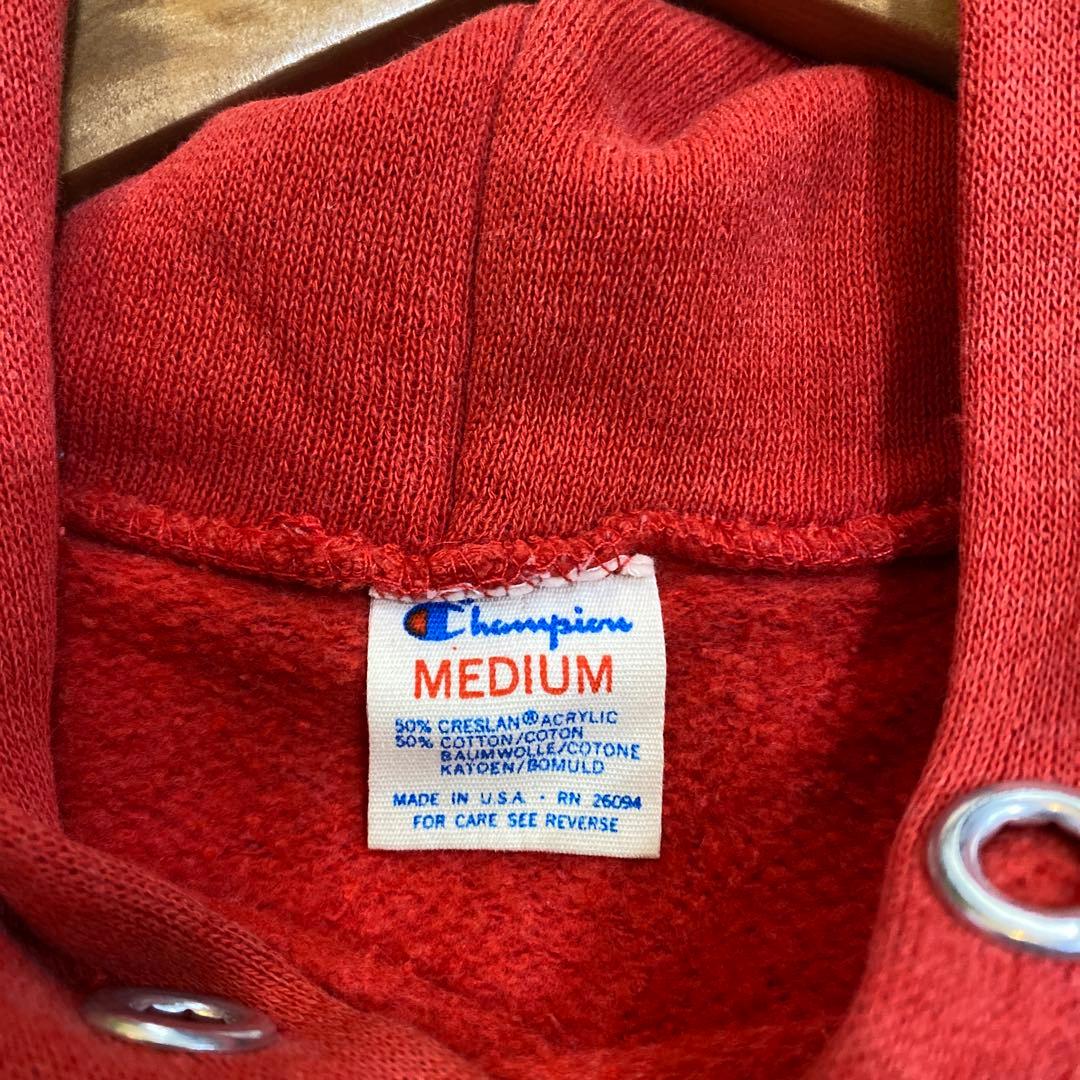 Champion
MEDIUM
50% CRESLAN® ACRYLIC
50% COTTON/COTON
BAUMWOLLE/COTONE
KATOEN/BOMULD
MADE IN U.S.A. · RN 26094
FOR CARE SEE REVERSE